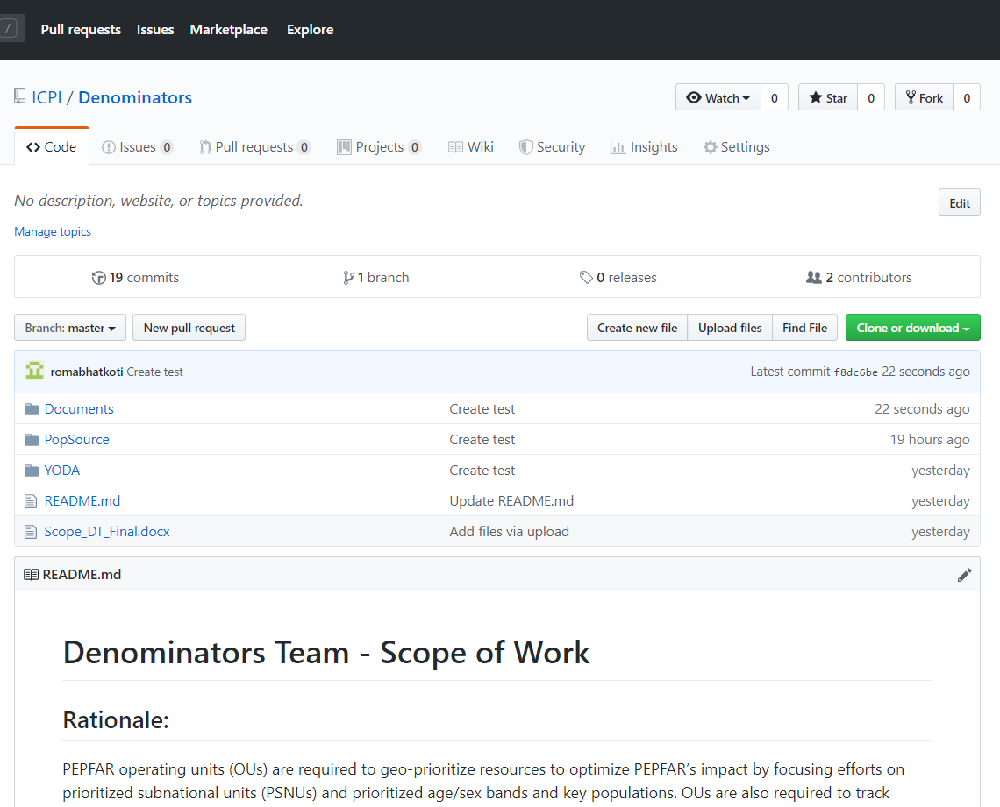 / Pull requests Issues Marketplace Explore
ICPI / Denominators Watch 0 Star 0 Fork 0
Code Issues 0 Pull requests 0 Projects 0 Wiki Security Insights Settings
No description, website, or topics provided. Edit
Manage topics
19 commits 1 branch 0 releases 2 contributors
Branch: master New pull request Create new file Upload files Find File Clone or download
romabhatkoti Create test Latest commit f8dc6be 22 seconds ago
Documents Create test 22 seconds ago
PopSource Create test 19 hours ago
YODA Create test yesterday
README.md Update README.md yesterday
Scope_DT_Final.docx Add files via upload yesterday
README.md
Denominators Team - Scope of Work
Rationale:
PEPFAR operating units (OUs) are required to geo-prioritize resources to optimize PEPFAR’s impact by focusing efforts on
prioritized subnational units (PSNUs) and prioritized age/sex bands and key populations. OUs are also required to track